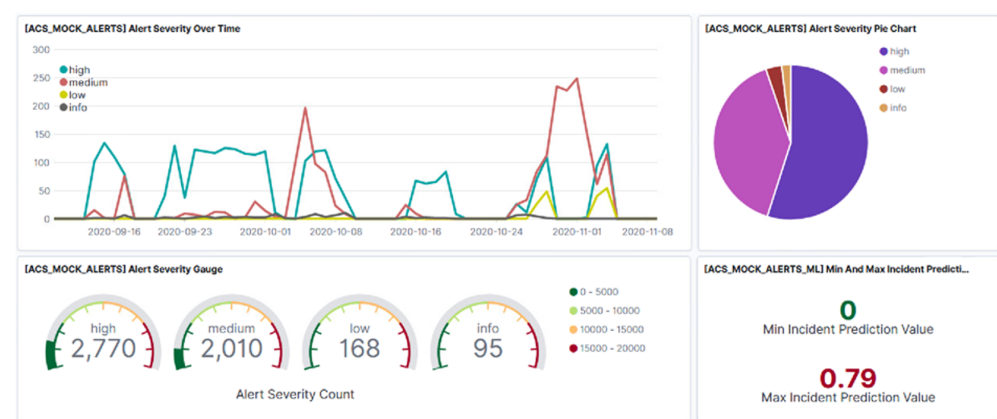 [ACS_MOCK_ALERTS] Alert Severity Over Time
300
250
200
150
100
50
0
high
medium
low
info
2020-09-16 2020-09-23 2020-10-01 2020-10-08 2020-10-16 2020-10-24 2020-11-01 2020-11-08
[ACS_MOCK_ALERTS] Alert Severity Pie Chart
high
medium
low
info
[ACS_MOCK_ALERTS] Alert Severity Gauge
high
2,770
medium
2,010
low
168
info
95
0 - 5000
5000 - 10000
10000 - 15000
15000 - 20000
Alert Severity Count
[ACS_MOCK_ALERTS_ML] Min And Max Incident Predicti...
0
Min Incident Prediction Value
0.79
Max Incident Prediction Value